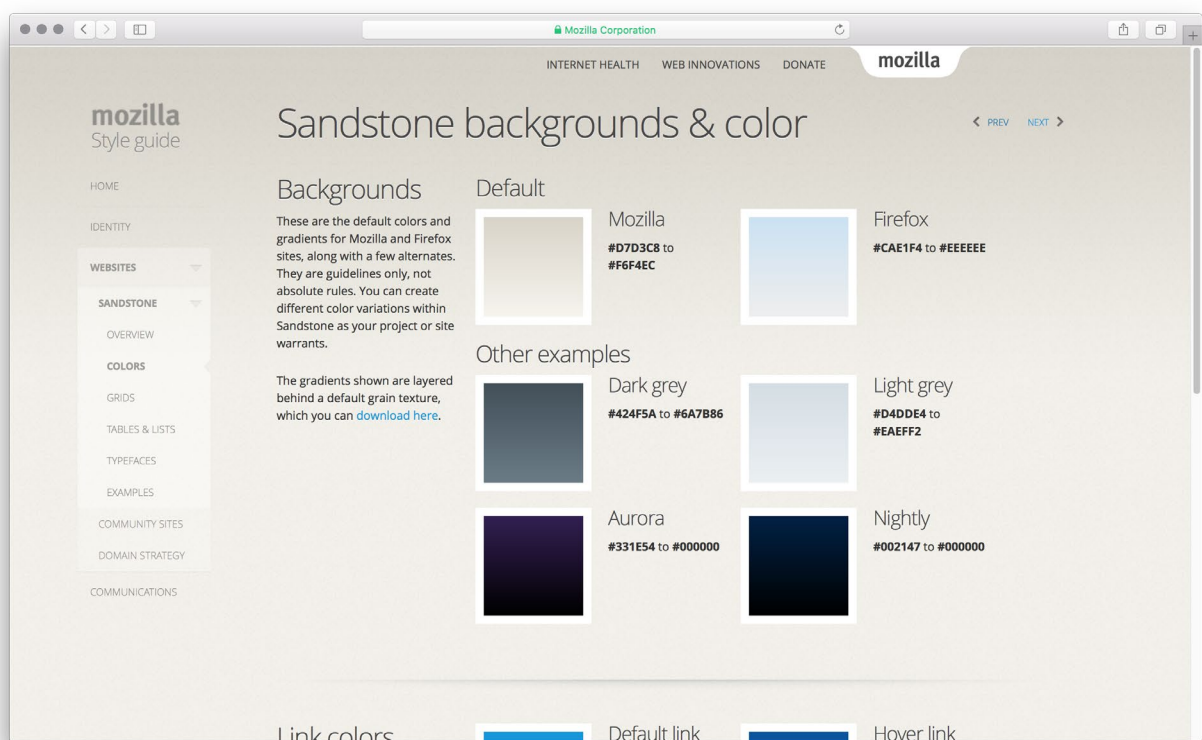 Mozilla Corporation
INTERNET HEALTH WEB INNOVATIONS DONATE mozilla
mozilla
Style guide
HOME
IDENTITY
WEBSITES
SANDSTONE
OVERVIEW
COLORS
GRIDS
TABLES & LISTS
TYPEFACES
EXAMPLES
COMMUNITY SITES
DOMAIN STRATEGY
COMMUNICATIONS
Sandstone backgrounds & color
PREV NEXT
Backgrounds
These are the default colors and
gradients for Mozilla and Firefox
sites, along with a few alternates.
They are guidelines only, not
absolute rules. You can create
different color variations within
Sandstone as your project or site
warrants.
The gradients shown are layered
behind a default grain texture,
which you can download here.
Default
Mozilla
#D7D3C8 to
#F6F4EC
Firefox
#CAE1F4 to #EEEEEE
Other examples
Dark grey
#424F5A to #6A7B86
Light grey
#D4DDE4 to
#EAEFF2
Aurora
#331E54 to #000000
Nightly
#002147 to #000000
Link colors
Default link
Hover link